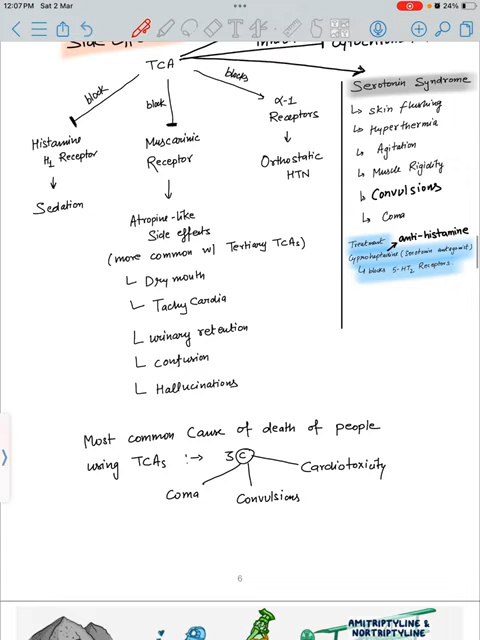 12:07 PM Sat 2 Mar
24%
Side Eff
TCA
block
block
blocks
Histamine
H1 Receptor
Sedation
Muscarinic
Receptor
Atropine-like
Side effects
(more common w/ Tertiary TCAs)
Dry mouth
Tachy Cardia
urinary retention
confusion
Hallucinations
α-1
Receptors
Orthostatic
HTN
Serotonin Syndrome
skin flushing
Hyperthermia
Agitation
Muscle Rigidity
Convulsions
Coma
Treatment
anti-histamine
Cyproheptadine (Serotonin antagonist)
blocks 5-HT2 Receptors.
Most common Cause of death of people
using TCAs :→ 3 C
Coma
Convulsions
Cardiotoxicity
6
AMITRIPTYLINE &
NORTRIPTYLINE